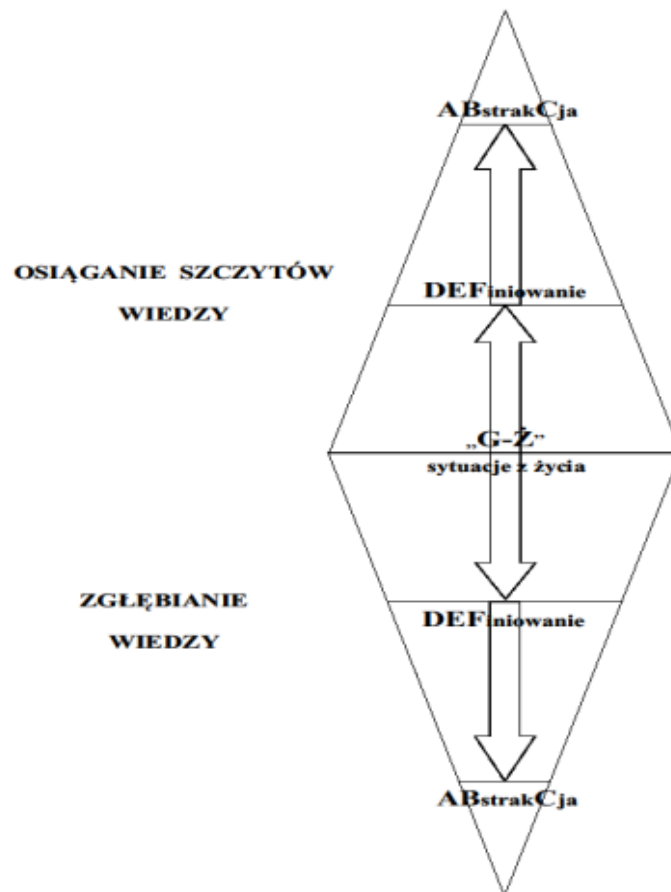 ABstrakCja
OSIĄGANIE SZCZYTÓW
WIEDZY
DEFiniowanie
„G-Ż”
sytuacje z życia
ZGŁĘBIANIE
WIEDZY
DEFiniowanie
ABstrakCja